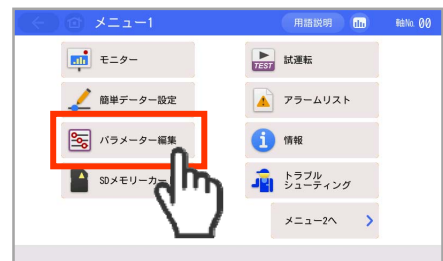 メニュー1
用語説明
軸No. 00
モニター
試運転
TEST
簡単データー設定
アラームリスト
パラメーター編集
情報
SDメモリーカー
トラブル
シューティング
メニュー2へ